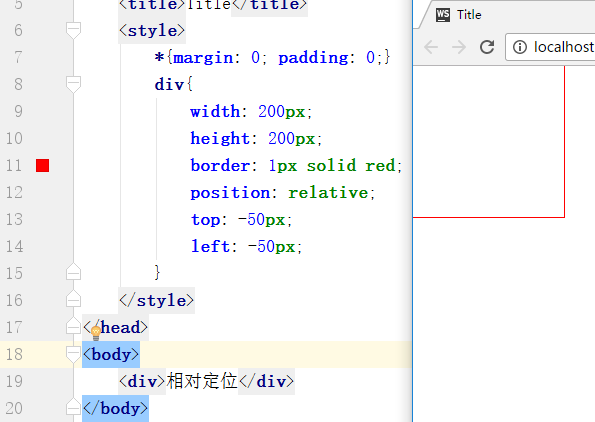 5 <title>Title</title>
6 <style>
7 *{margin: 0; padding: 0;}
8 div{
9 width: 200px;
10 height: 200px;
11 border: 1px solid red;
12 position: relative;
13 top: -50px;
14 left: -50px;
15 }
16 </style>
17 </head>
18 <body>
19 <div>相对定位</div>
20 </body>
WS Title
localhost